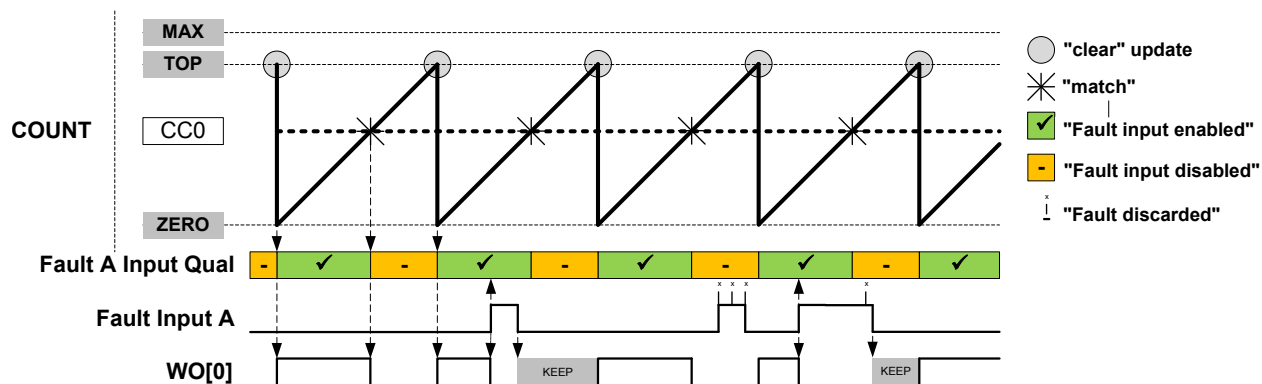 MAX
"clear" update
TOP
"match"
COUNT
CC0
"Fault input enabled"
✓
- "Fault input disabled"
-
x
"Fault discarded"
-
ZERO
Fault A Input Qual - ✓ - ✓ - ✓ - ✓ - ✓
x x x x
Fault Input A
WO[0] KEEP KEEP